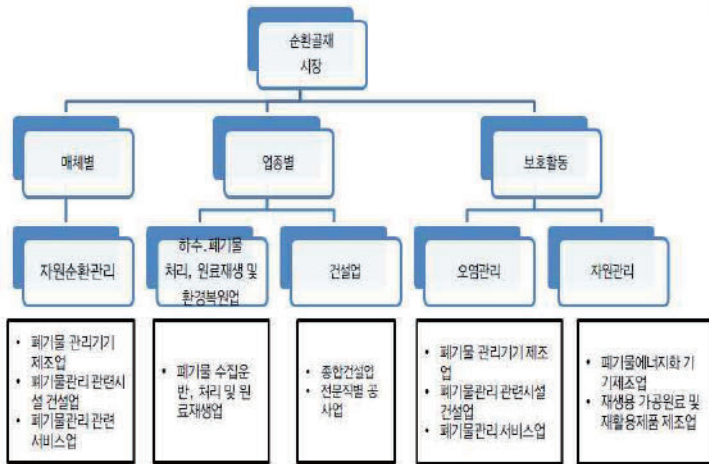 순환골재
시장
매체별
업종별
보호활동
자원순환관리
하수.폐기물
처리, 원료재생 및
환경복원업
건설업
오염관리
자원관리
• 폐기물 관리기기
제조업
• 폐기물관리 관련시
설 건설업
• 폐기물관리 관련
서비스업
• 폐기물 수집운
반, 처리 및 원
료재생업
• 종합건설업
• 전문직별 공
사업
• 폐기물 관리기기 제조
업
• 폐기물관리 관련시설
건설업
• 폐기물관리 서비스업
• 폐기물에너지화 기
기제조업
• 재생용 가공원료 및
재활용제품 제조업